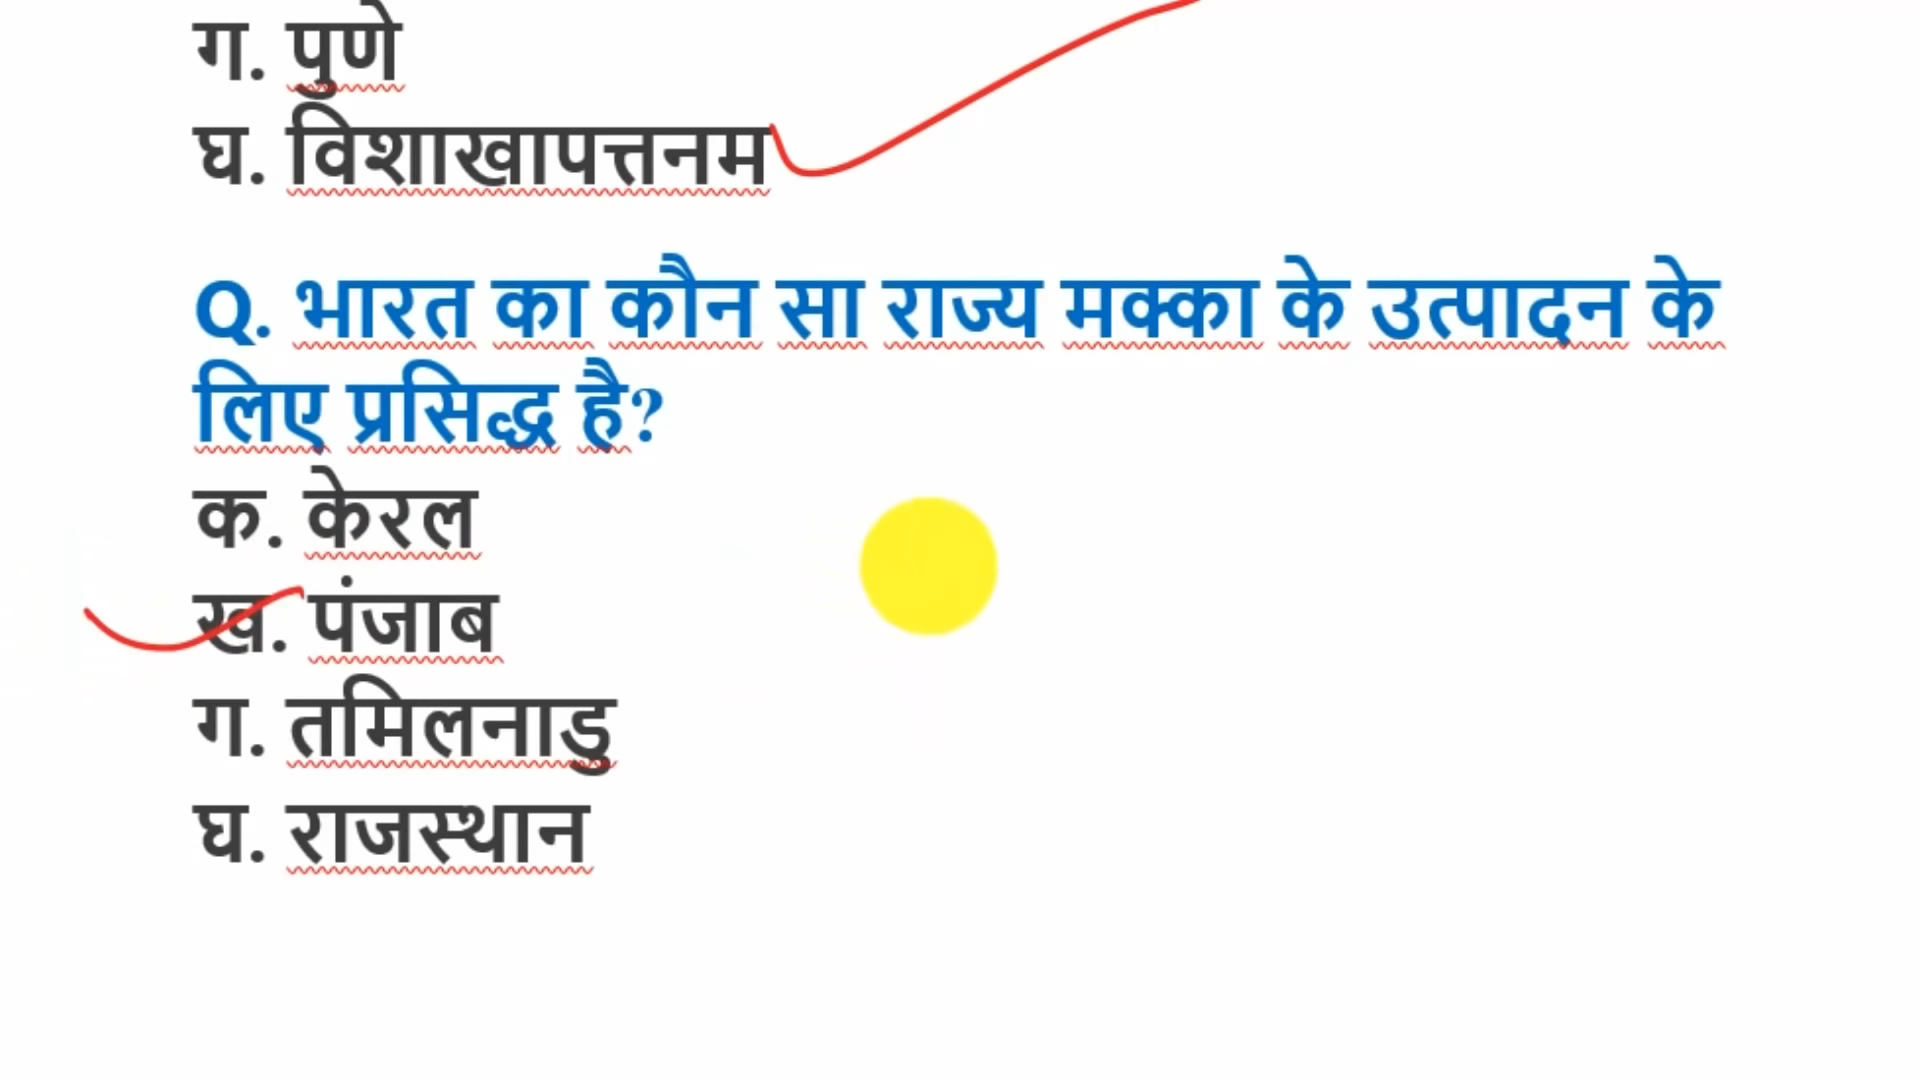 ग. पुणे
घ. विशाखापत्तनम
Q. भारत का कौन सा राज्य मक्का के उत्पादन के
लिए प्रसिद्ध है?
क. केरल
ख. पंजाब
ग. तमिलनाडु
घ. राजस्थान